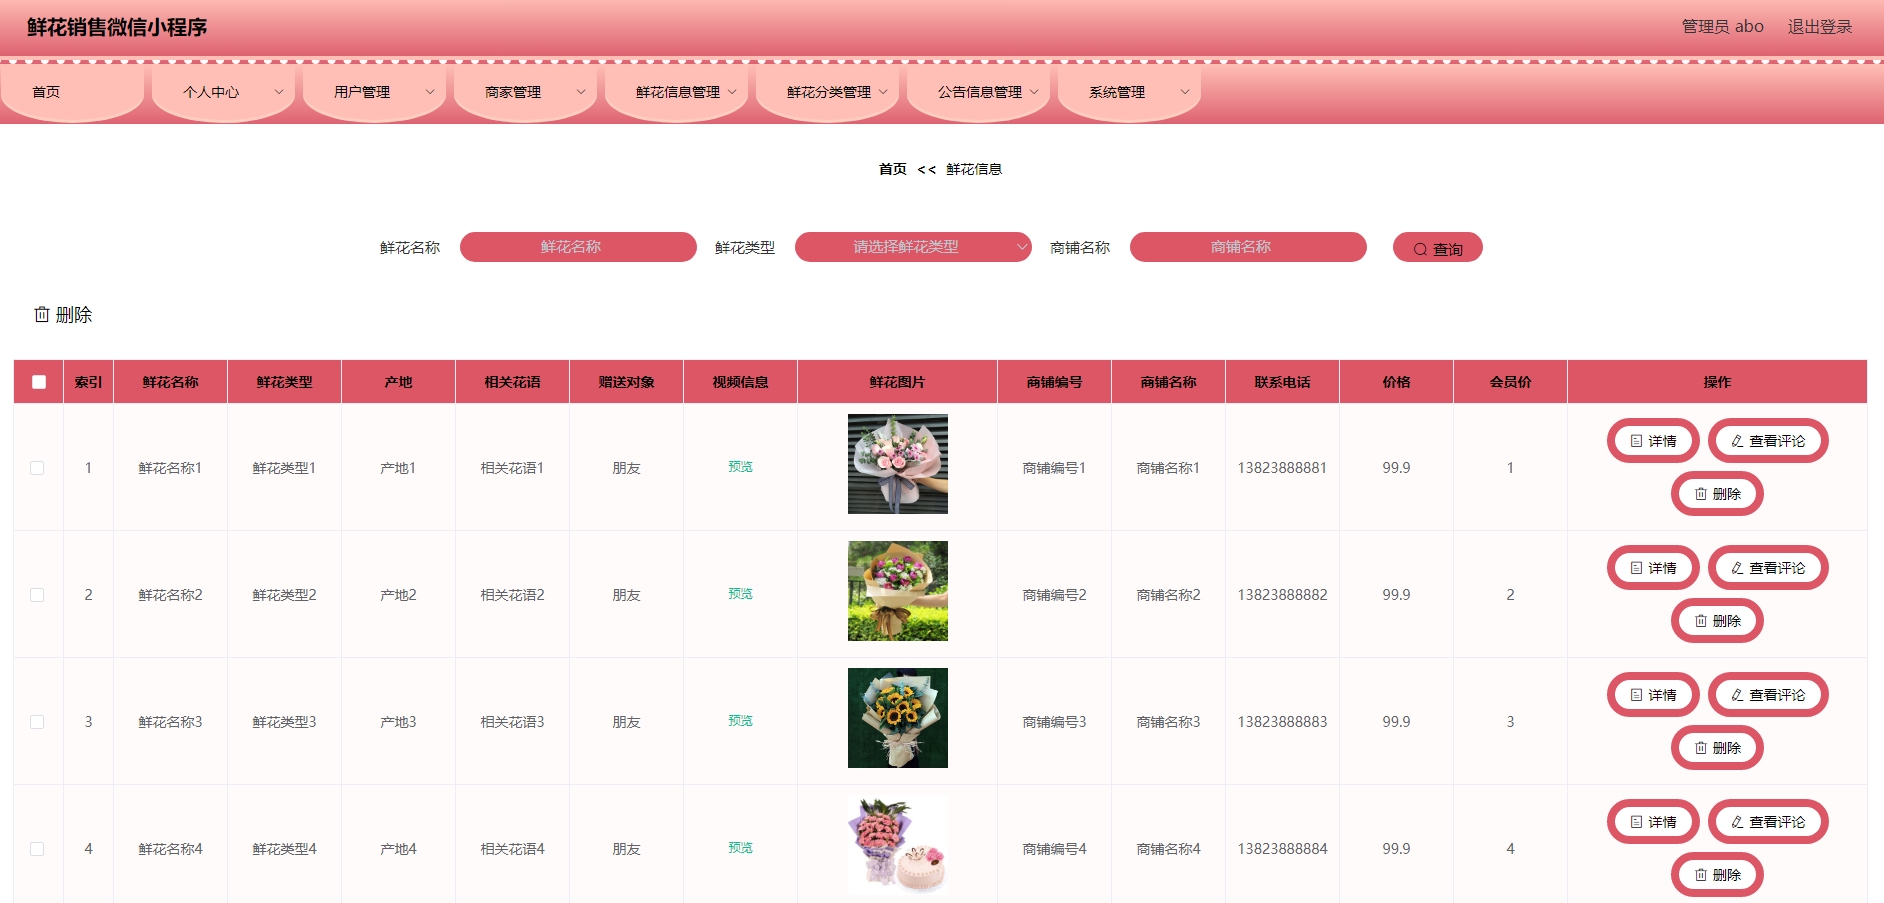 鲜花销售微信小程序 管理员 abo 退出登录
首页 个人中心 用户管理 商家管理 鲜花信息管理 鲜花分类管理 公告信息管理 系统管理
首页 << 鲜花信息
鲜花名称 鲜花名称 鲜花类型 请选择鲜花类型 商铺名称 商铺名称 查询
删除
索引 鲜花名称 鲜花类型 产地 相关花语 赠送对象 视频信息 鲜花图片 商铺编号 商铺名称 联系电话 价格 会员价 操作
1 鲜花名称1 鲜花类型1 产地1 相关花语1 朋友 预览 商铺编号1 商铺名称1 13823888881 99.9 1 详情 查看评论
删除
2 鲜花名称2 鲜花类型2 产地2 相关花语2 朋友 预览 商铺编号2 商铺名称2 13823888882 99.9 2 详情 查看评论
删除
3 鲜花名称3 鲜花类型3 产地3 相关花语3 朋友 预览 商铺编号3 商铺名称3 13823888883 99.9 3 详情 查看评论
删除
4 鲜花名称4 鲜花类型4 产地4 相关花语4 朋友 预览 商铺编号4 商铺名称4 13823888884 99.9 4 详情 查看评论
删除